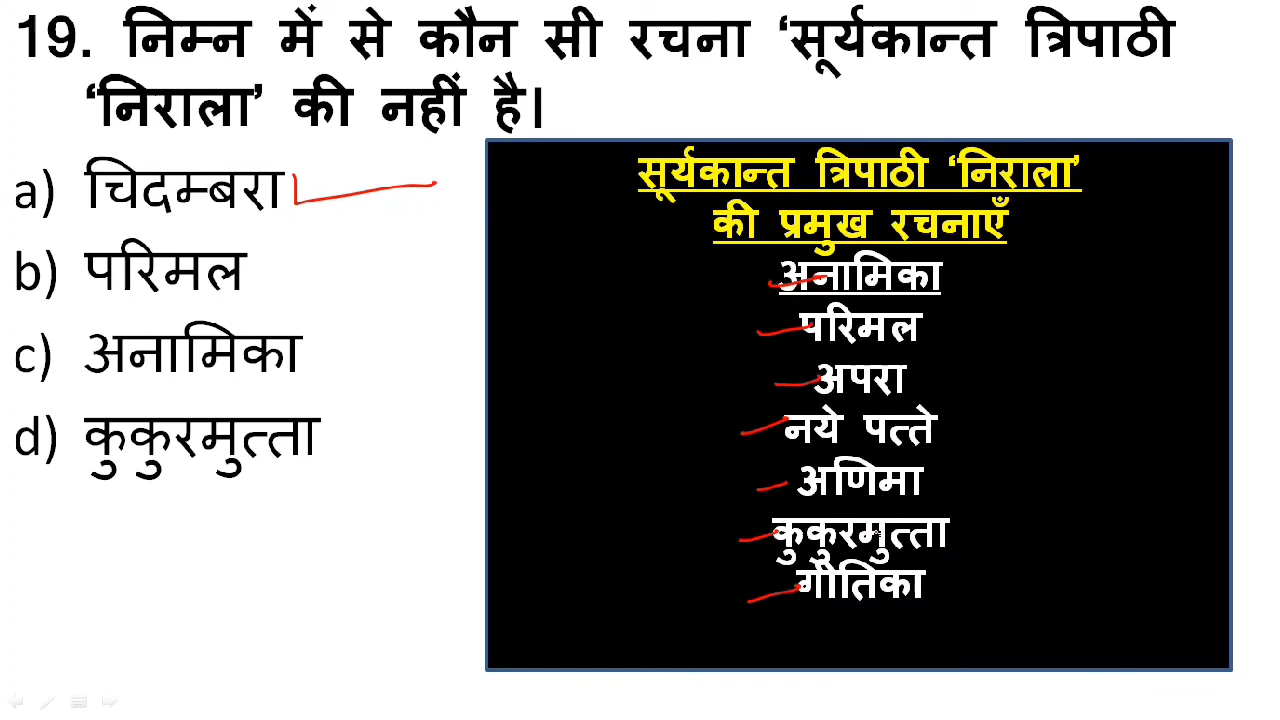 19. निम्न में से कौन सी रचना ‘सूर्यकान्त त्रिपाठी
‘निराला’ की नहीं है।
a) चिदम्बरा
b) परिमल
c) अनामिका
d) कुकुरमुत्ता
सूर्यकान्त त्रिपाठी ‘निराला’
की प्रमुख रचनाएँ
अनामिका
परिमल
अपरा
नये पत्ते
अणिमा
कुकुरमुत्ता
गीतिका